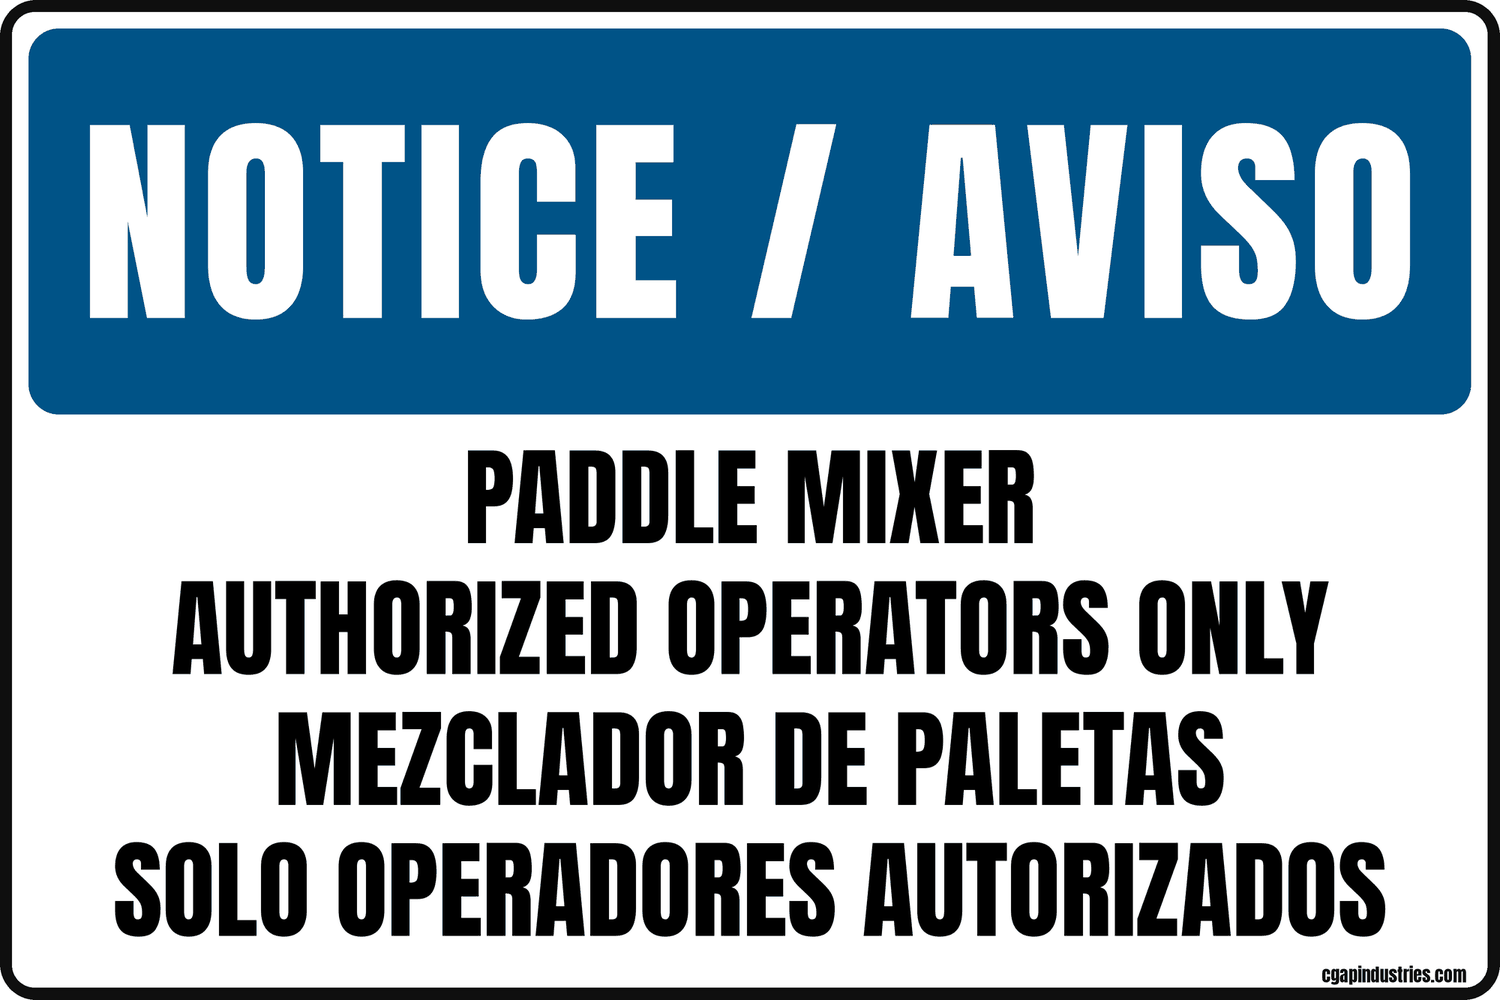 NOTICE / AVISO
PADDLE MIXER
AUTHORIZED OPERATORS ONLY
MEZCLADOR DE PALETAS
SOLO OPERADORES AUTORIZADOS
cgapindustries.com